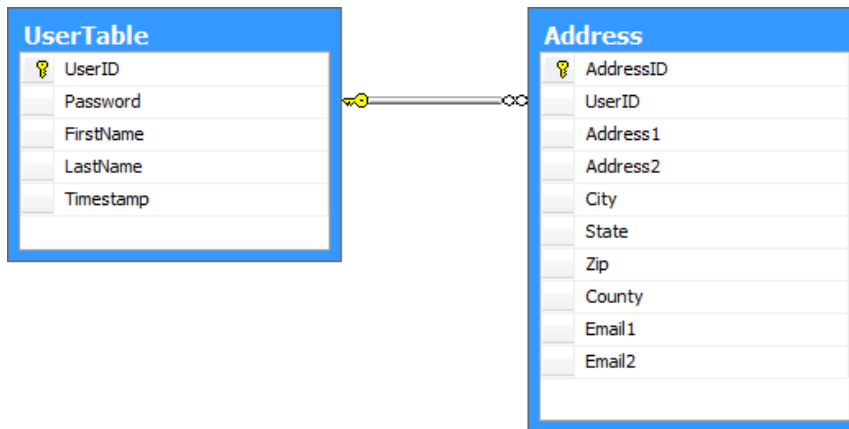 UserTable
UserID
Password
FirstName
LastName
Timestamp
Address
AddressID
UserID
Address1
Address2
City
State
Zip
County
Email1
Email2